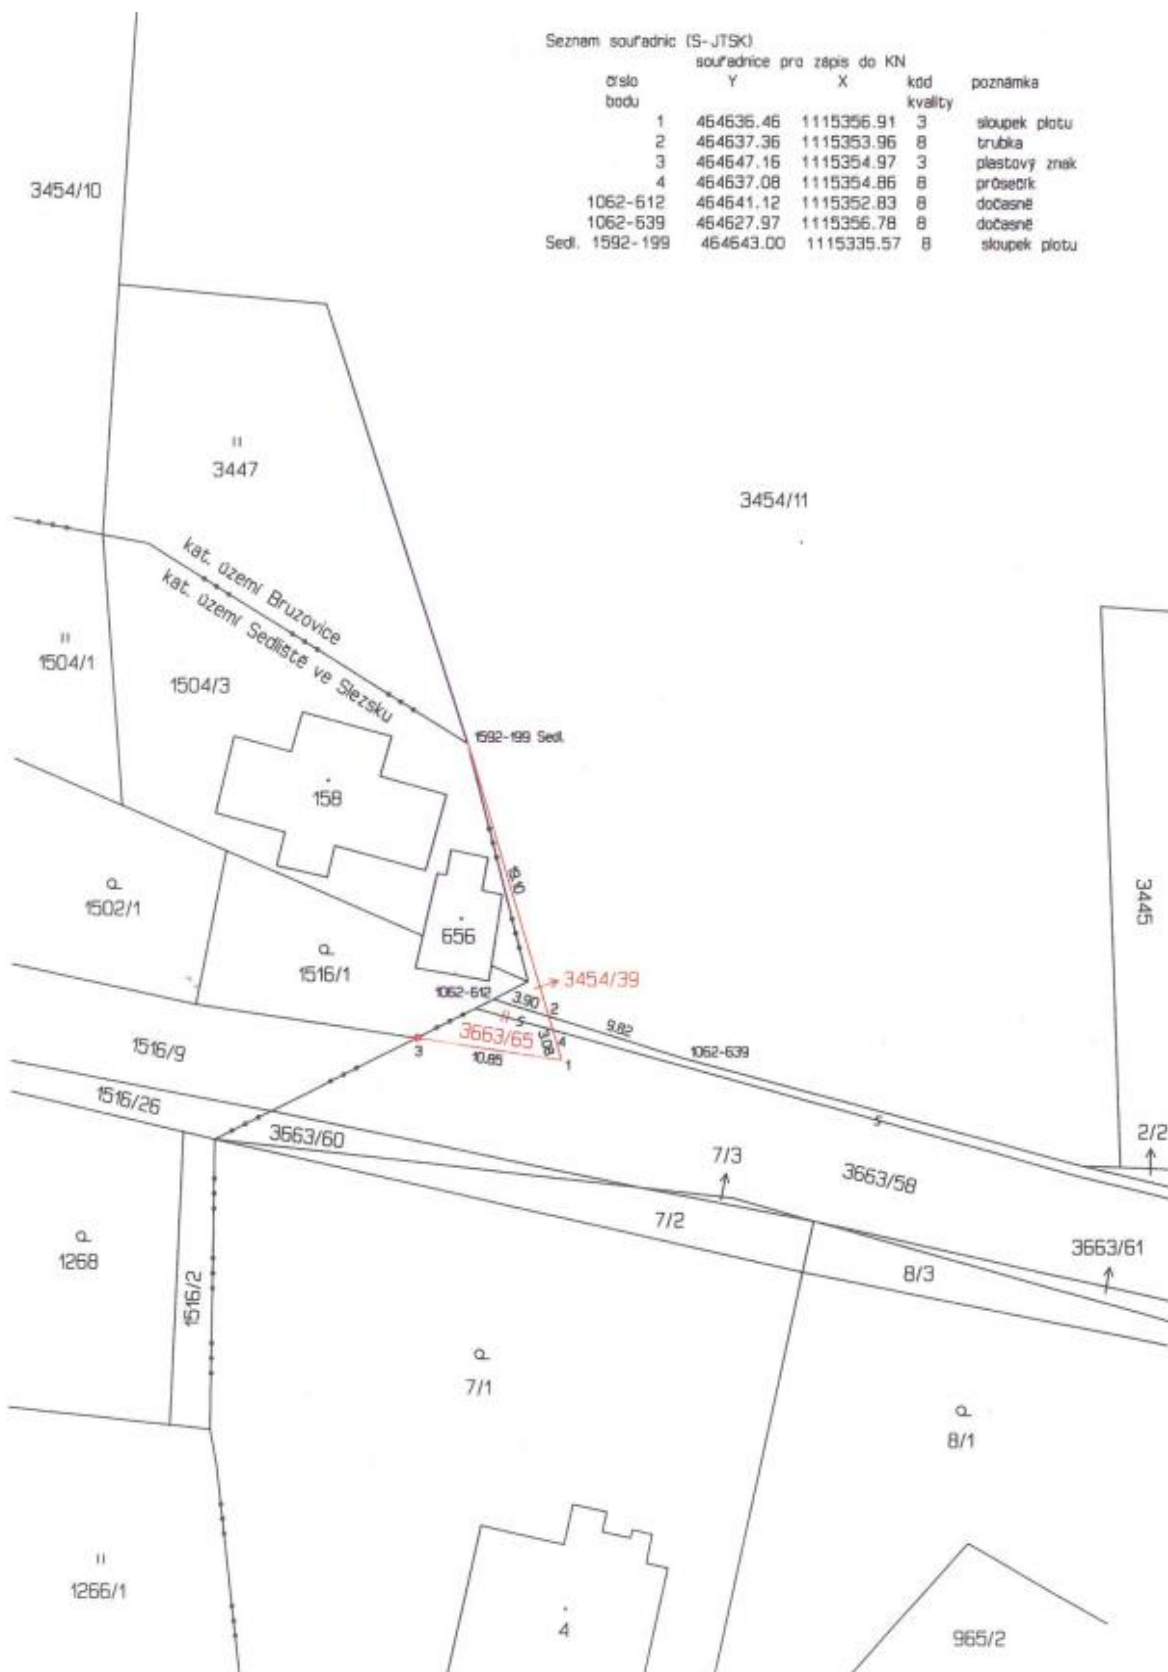 Seznam souřadnic (S-JTSK)
souřadnice pro zápis do KN
číslo Y X kód poznámka
bodu kvality
1 464636.46 1115356.91 3 sloupek plotu
2 464637.36 1115353.96 8 trubka
3 464647.16 1115354.97 3 plastový znak
4 464637.08 1115354.86 8 průsečík
1062-612 464641.12 1115352.83 8 dočasně
1062-639 464627.97 1115356.78 8 dočasně
Sedl. 1592-199 464643.00 1115335.57 8 sloupek plotu
3454/10
3447
3454/11
kat. území Bruzovice
kat. území Sedliště ve Slezsku
1504/1
1504/3
1592-199 Sedl.
158
19.10
3445
1502/1
656
1516/1
3454/39
1062-612
3.90
2
9.82
3663/65
S
4
3.08
1516/9
3
10.85
1
1062-639
1516/26
3663/60
S
2/2
7/3
3663/58
7/2
3663/61
1268
8/3
1516/2
7/1
8/1
1266/1
4
965/2